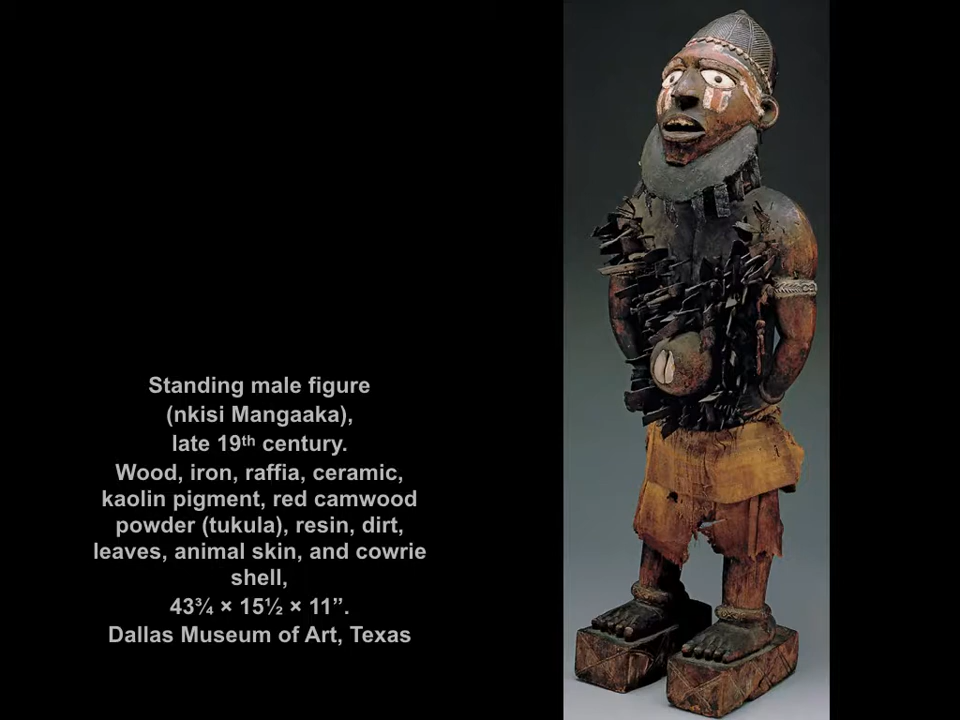 Standing male figure
(nkisi Mangaaka),
late 19th century.
Wood, iron, raffia, ceramic,
kaolin pigment, red camwood
powder (tukula), resin, dirt,
leaves, animal skin, and cowrie
shell,
43¾ × 15½ × 11”.
Dallas Museum of Art, Texas